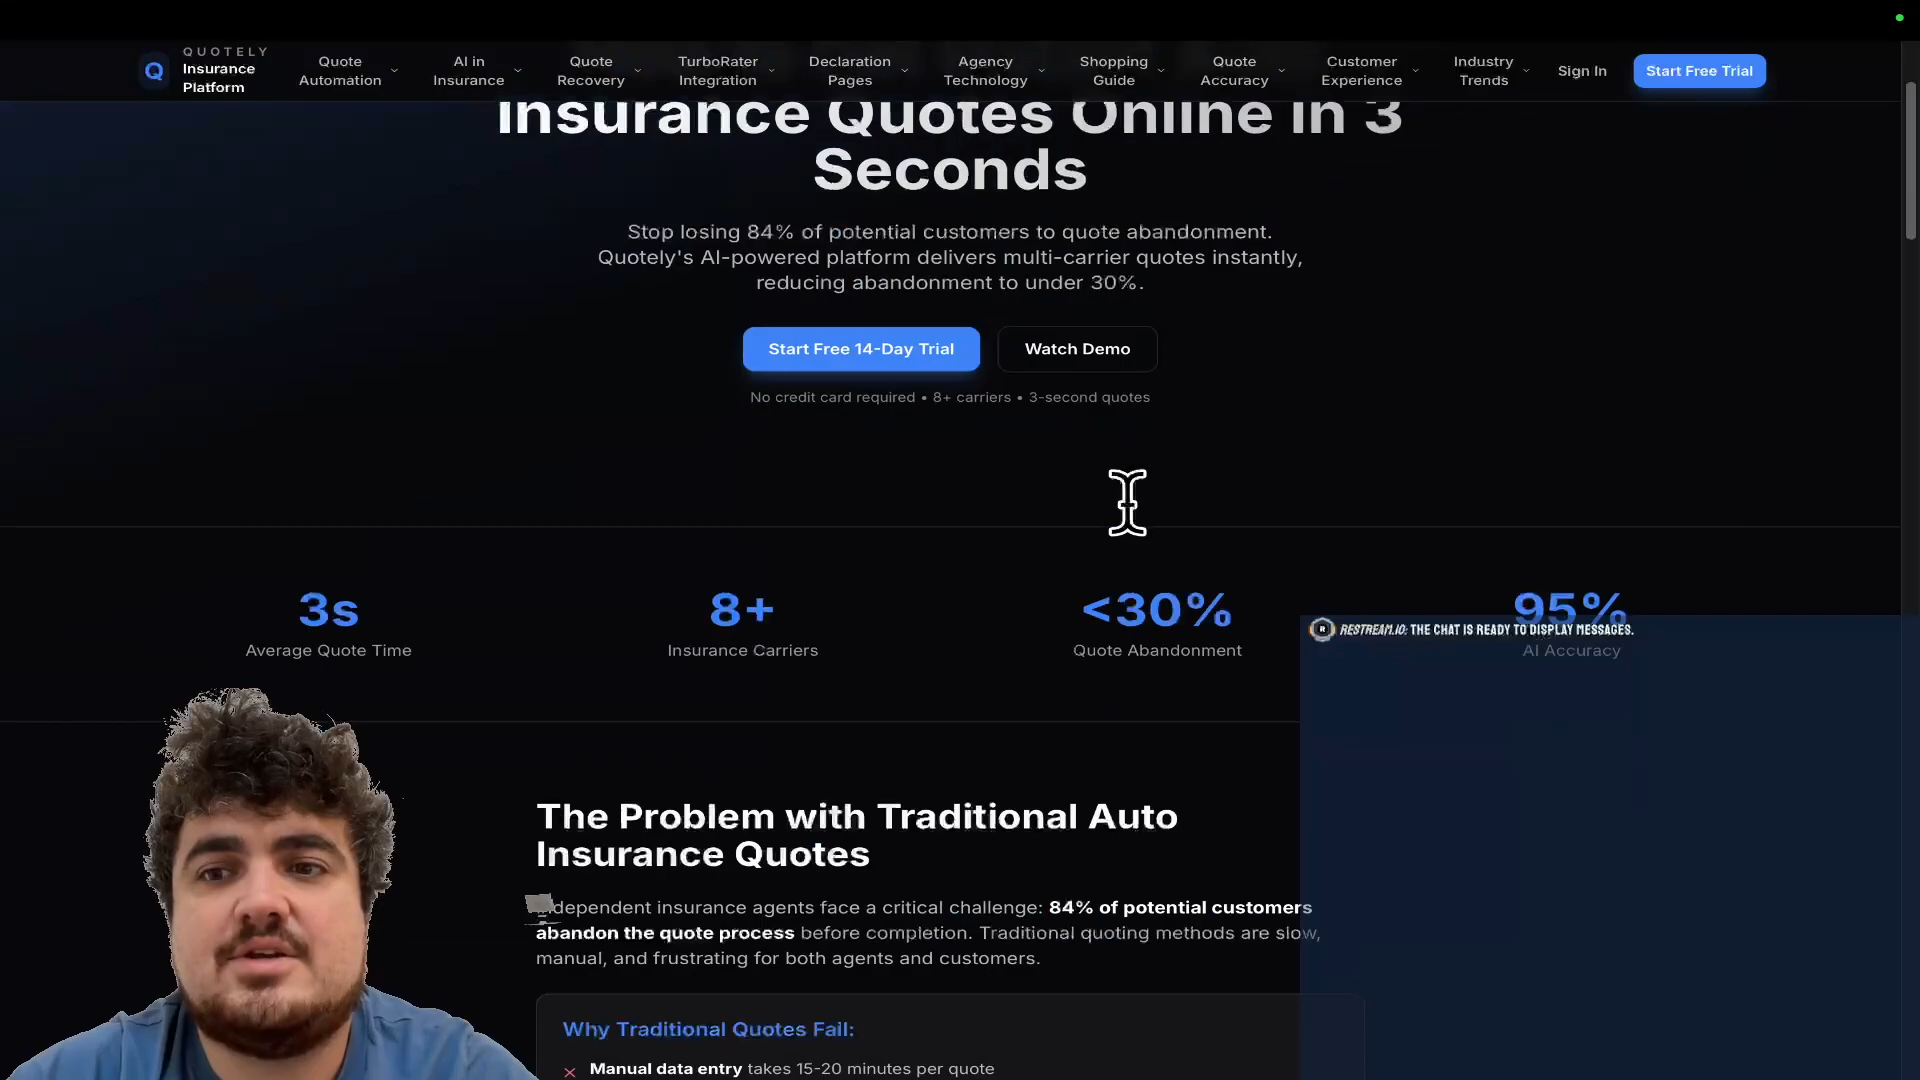 QUOTELY
Insurance
Platform
Quote
Automation
AI in
Insurance
Quote
Recovery
TurboRater
Integration
Declaration
Pages
Agency
Technology
Shopping
Guide
Quote
Accuracy
Customer
Experience
Industry
Trends
Sign In
Start Free Trial
Insurance Quotes Online in 3
Seconds
Stop losing 84% of potential customers to quote abandonment.
Quotely's AI-powered platform delivers multi-carrier quotes instantly,
reducing abandonment to under 30%.
Start Free 14-Day Trial
Watch Demo
No credit card required • 8+ carriers • 3-second quotes
3s
Average Quote Time
8+
Insurance Carriers
<30%
Quote Abandonment
95%
AI Accuracy
RESTREAM.IO: THE CHAT IS READY TO DISPLAY MESSAGES.
The Problem with Traditional Auto
Insurance Quotes
Independent insurance agents face a critical challenge: 84% of potential customers
abandon the quote process before completion. Traditional quoting methods are slow,
manual, and frustrating for both agents and customers.
Why Traditional Quotes Fail:
Manual data entry takes 15-20 minutes per quote